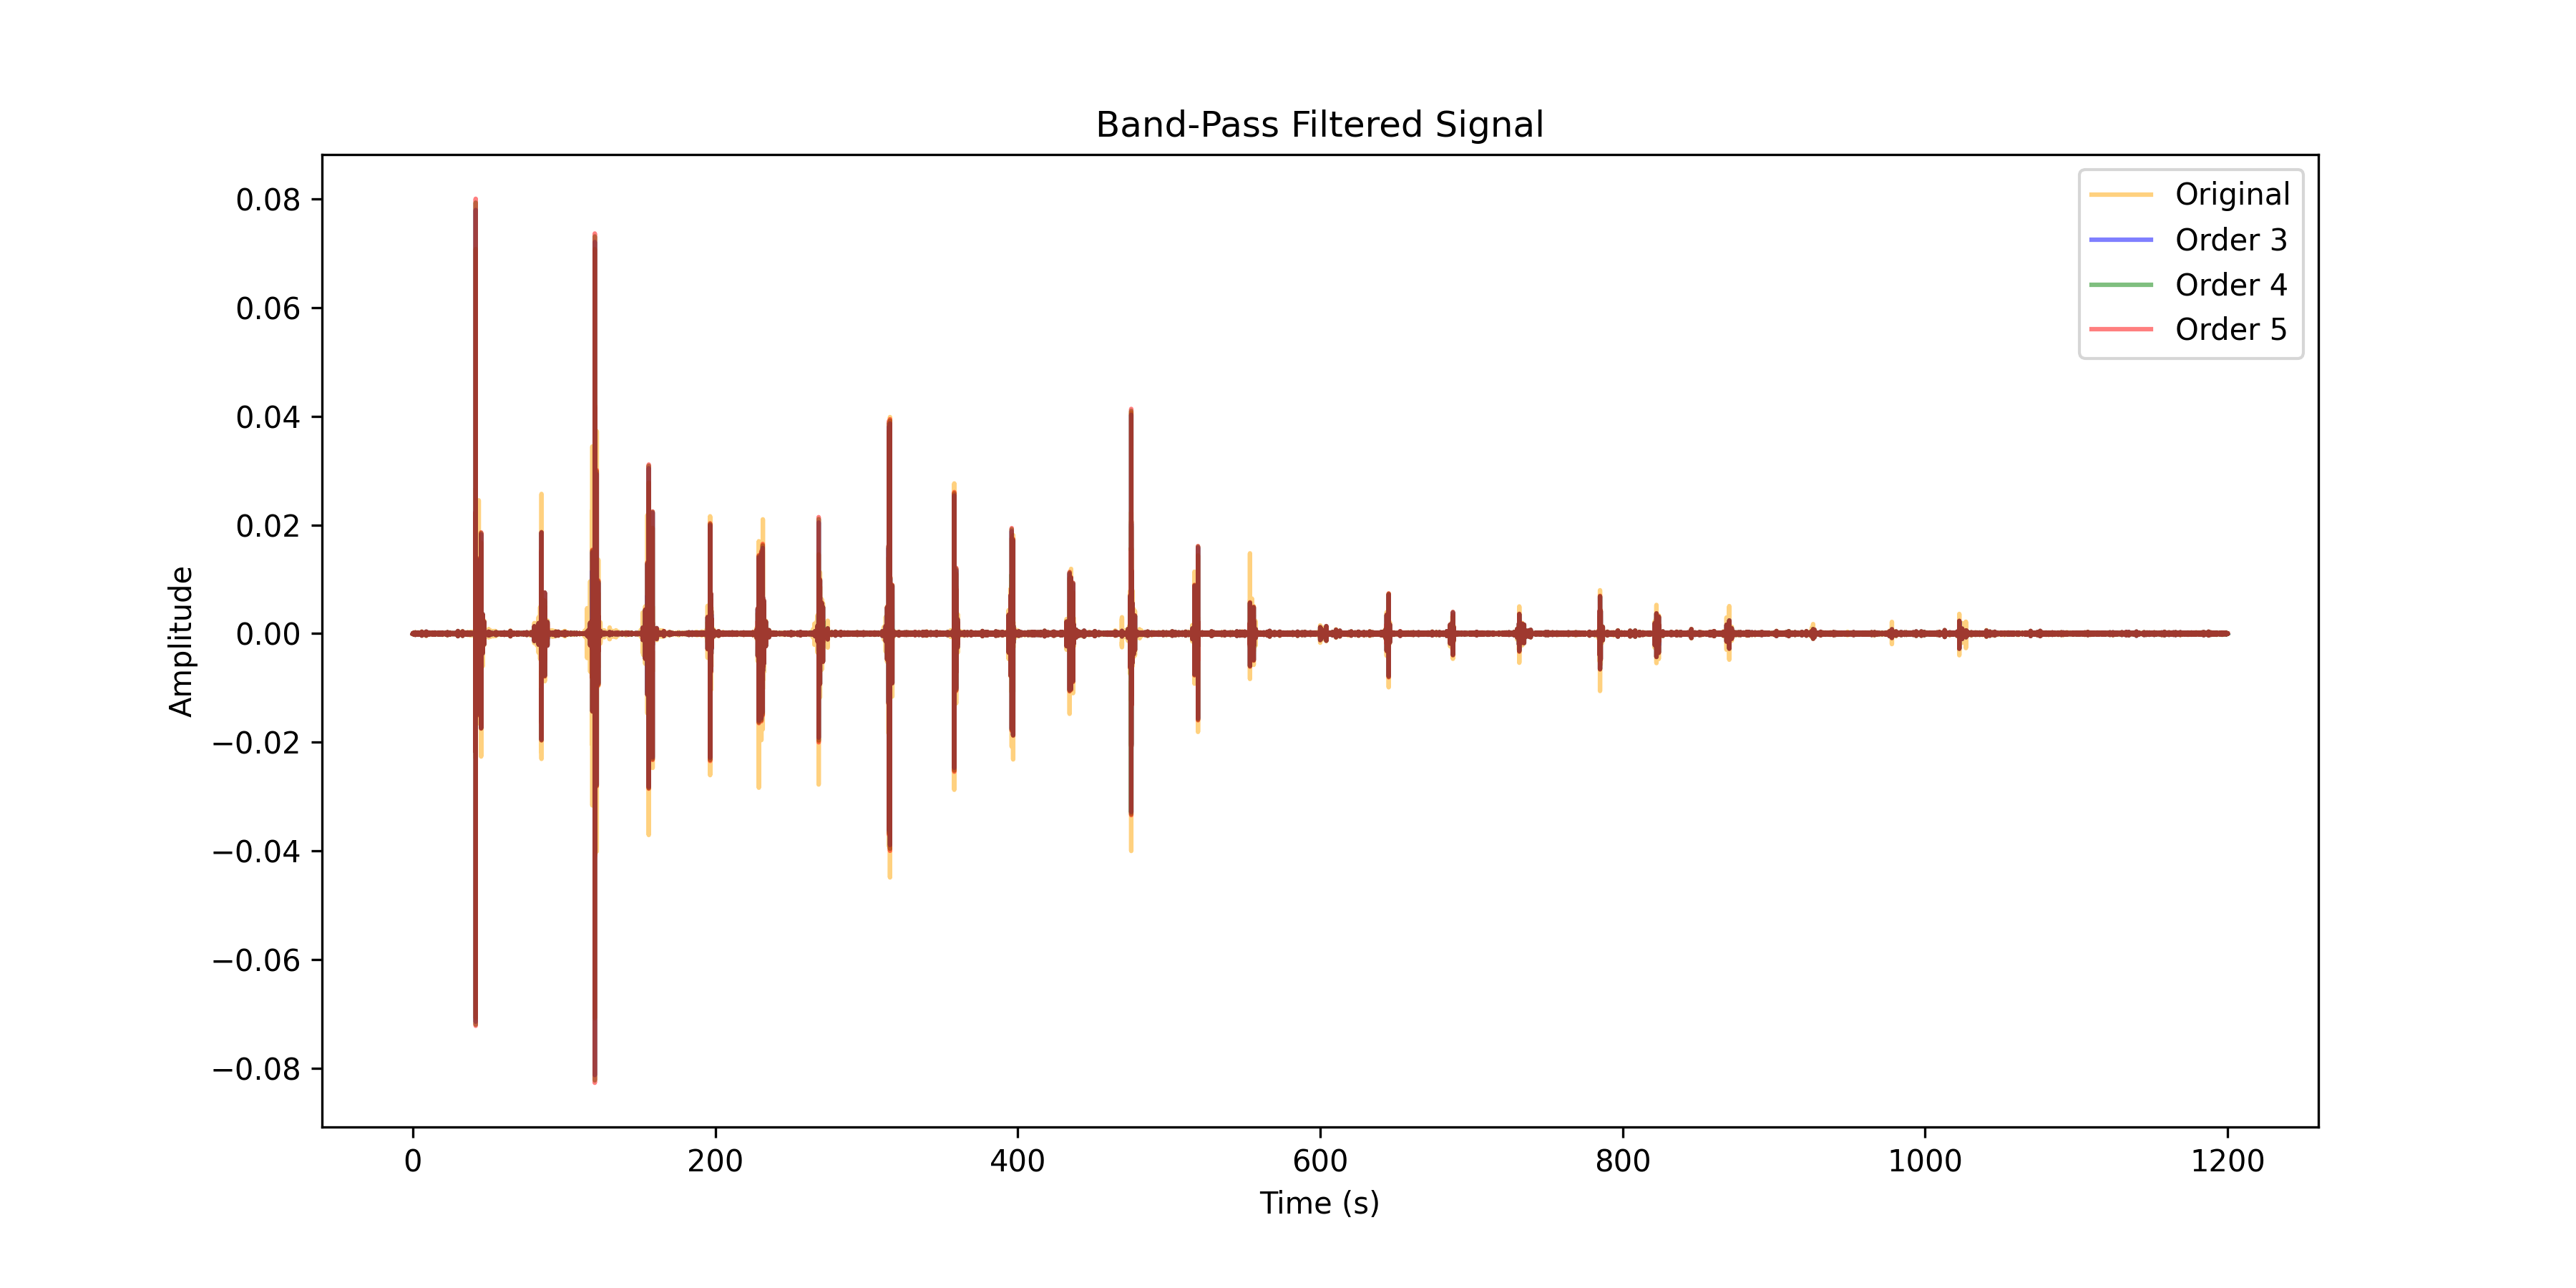 Band-Pass Filtered Signal
Original
Order 3
Order 4
Order 5
0.08
0.06
0.04
0.02
0.00
−0.02
−0.04
−0.06
−0.08
Amplitude
0 200 400 600 800 1000 1200
Time (s)